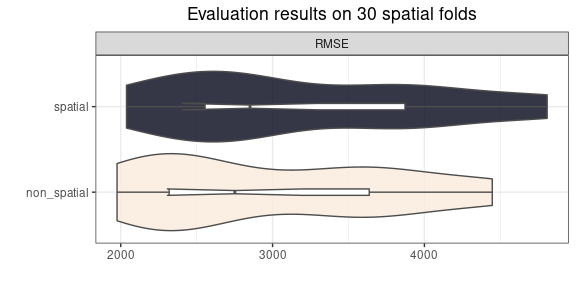 Evaluation results on 30 spatial folds
RMSE
spatial
non_spatial
2000 3000 4000